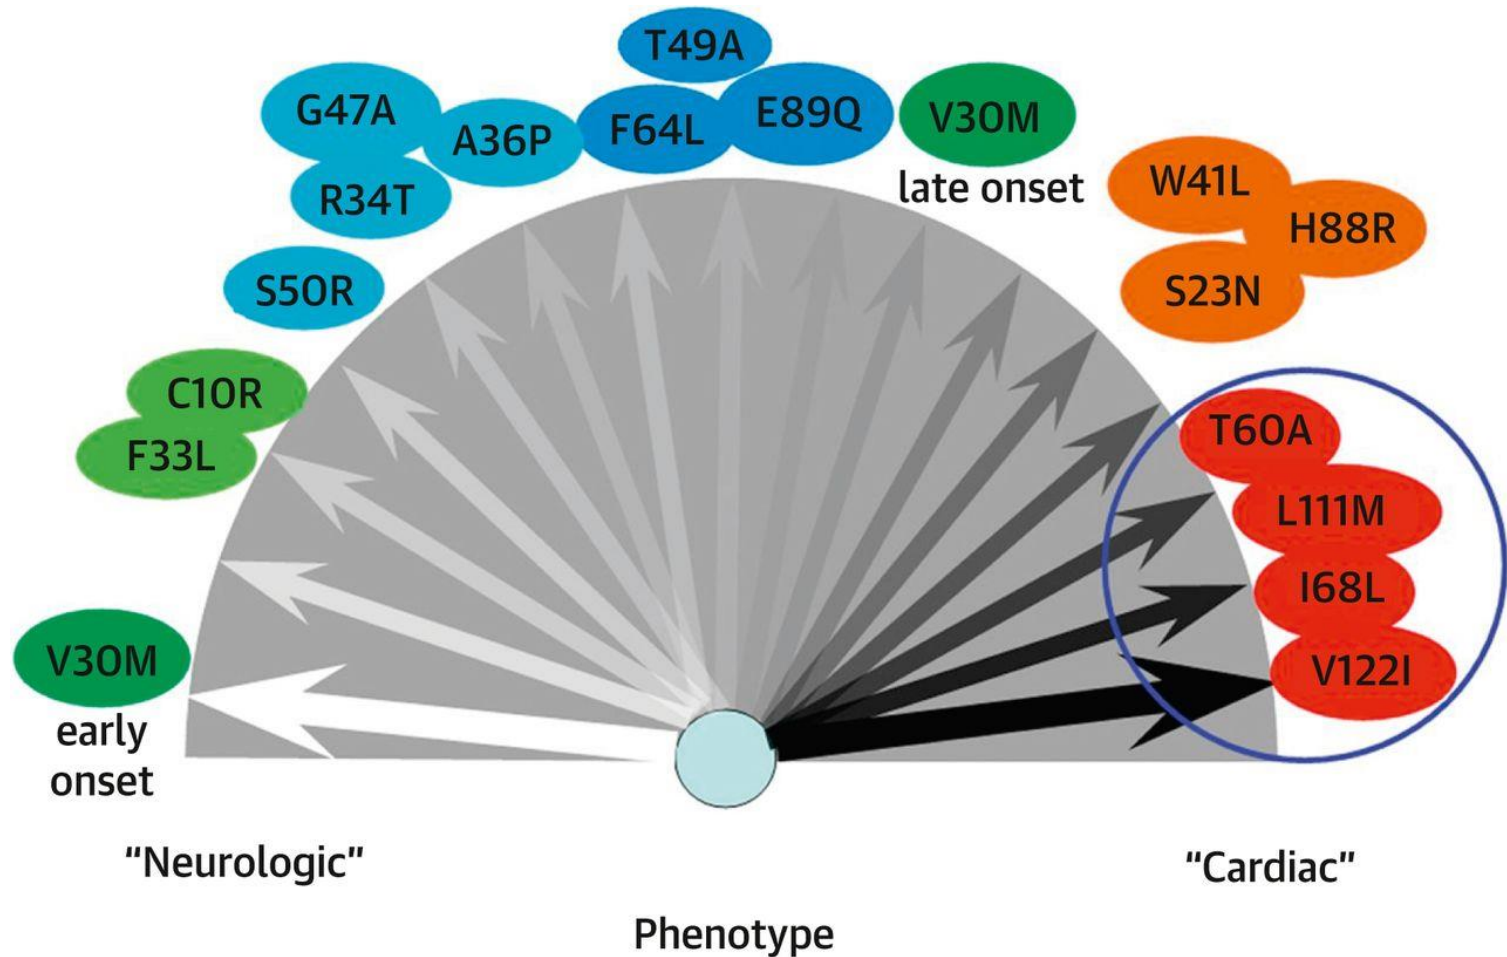 T49A
G47A
A36P
F64L
E89Q
V30M
late onset
R34T
W41L
H88R
S23N
S50R
C10R
F33L
T60A
L111M
I68L
V122I
V30M
early
onset
“Neurologic”
“Cardiac”
Phenotype